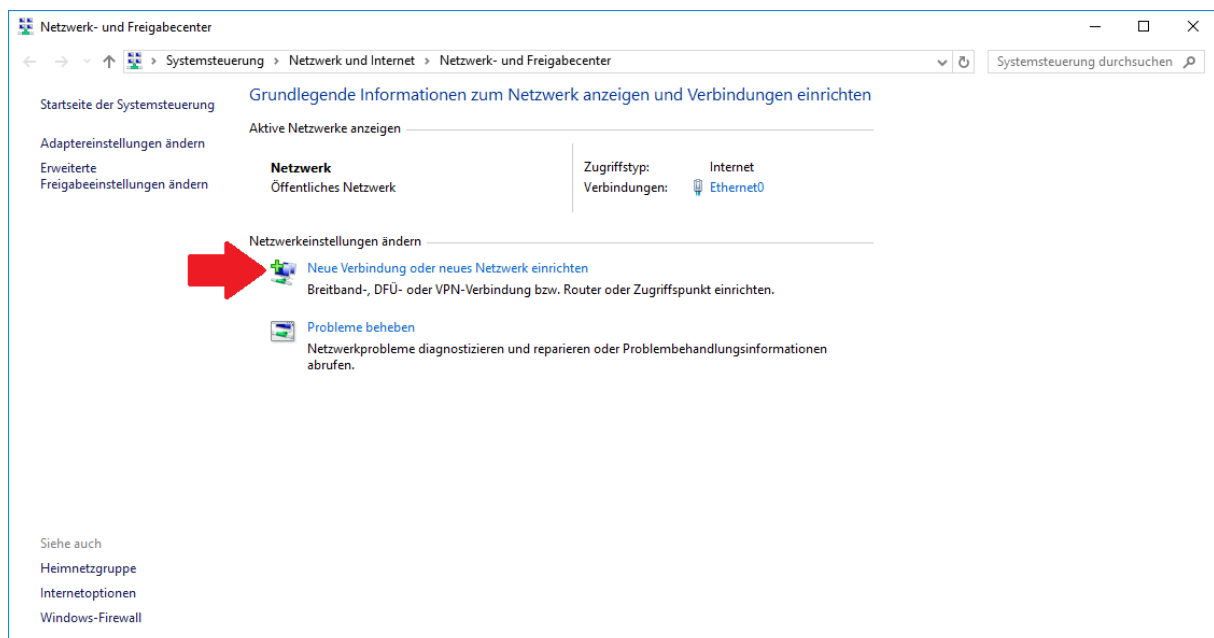 Netzwerk- und Freigabecenter
Systemsteuerung › Netzwerk und Internet › Netzwerk- und Freigabecenter
Systemsteuerung durchsuchen
Startseite der Systemsteuerung
Adaptereinstellungen ändern
Erweiterte
Freigabeeinstellungen ändern
Grundlegende Informationen zum Netzwerk anzeigen und Verbindungen einrichten
Aktive Netzwerke anzeigen
Netzwerk
Öffentliches Netzwerk
Zugriffstyp: Internet
Verbindungen: Ethernet0
Netzwerkeinstellungen ändern
Neue Verbindung oder neues Netzwerk einrichten
Breitband-, DFÜ- oder VPN-Verbindung bzw. Router oder Zugriffspunkt einrichten.
Probleme beheben
Netzwerkprobleme diagnostizieren und reparieren oder Problembehandlungsinformationen
abrufen.
Siehe auch
Heimnetzgruppe
Internetoptionen
Windows-Firewall